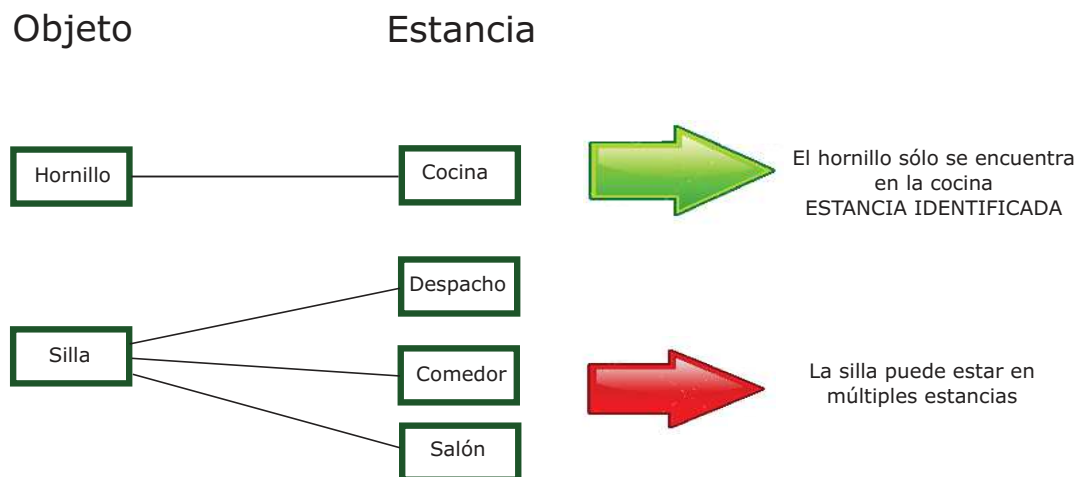 Objeto
Estancia
Hornillo
Cocina
El hornillo sólo se encuentra
en la cocina
ESTANCIA IDENTIFICADA
Silla
Despacho
Comedor
Salón
La silla puede estar en
múltiples estancias